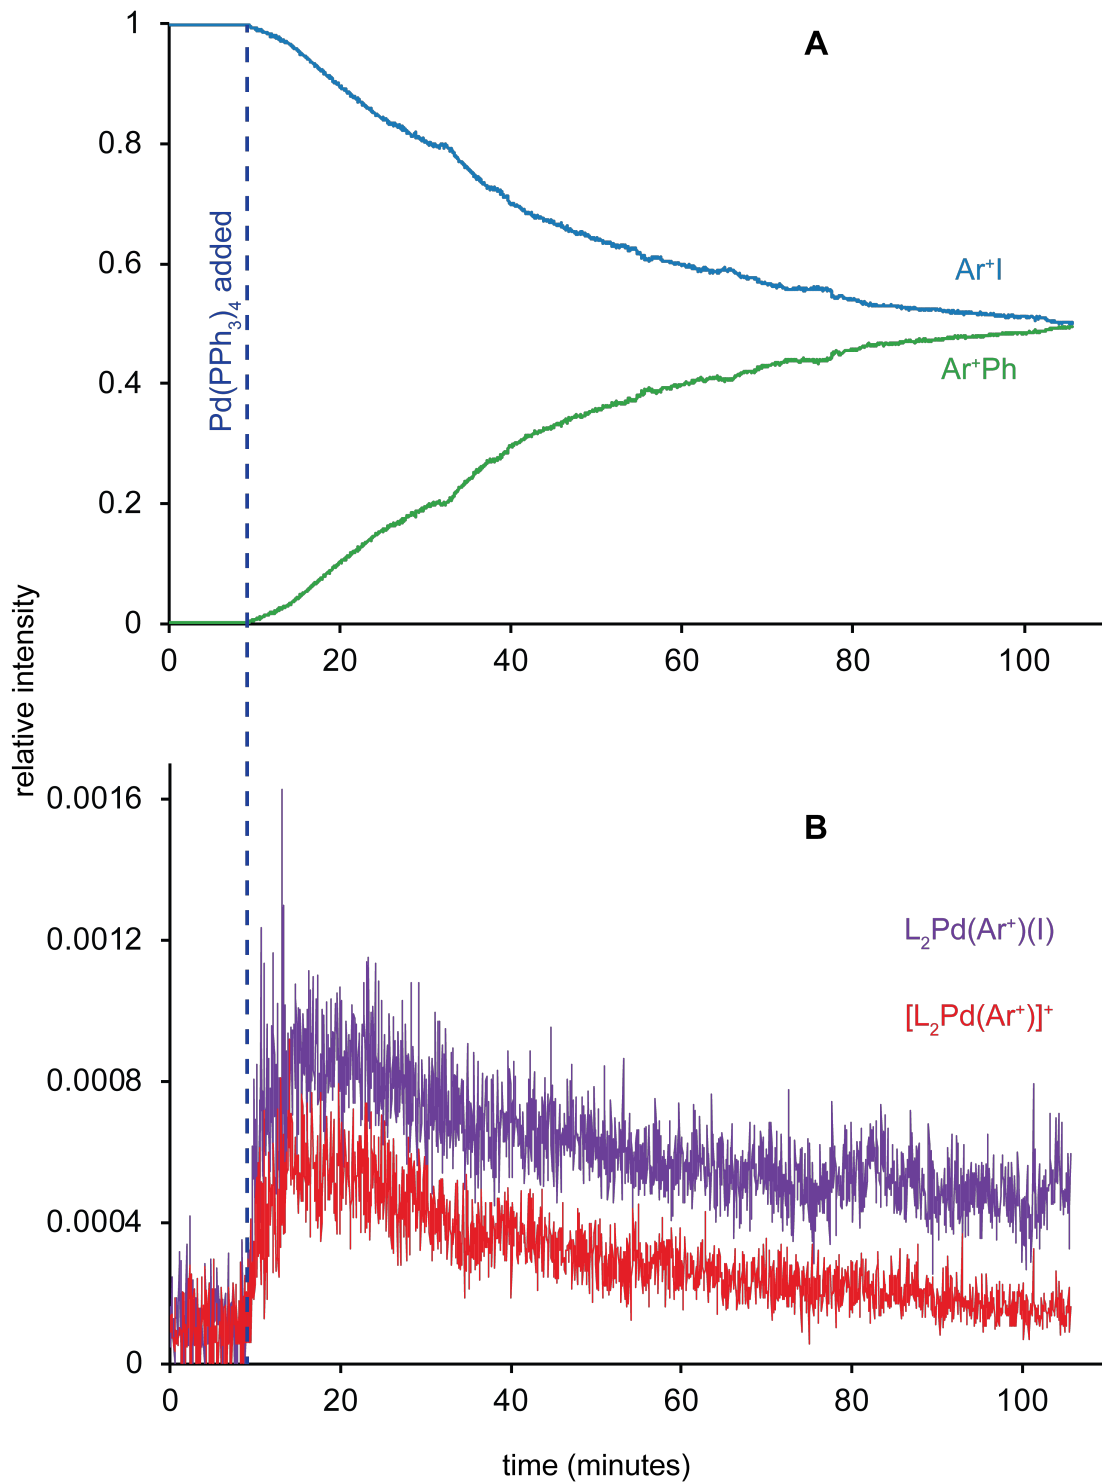 A
1
0.8
0.6
0.4
0.2
0
Pd(PPh₃)₄ added
Ar⁺I
Ar⁺Ph
0 20 40 60 80 100
relative intensity
B
0.0016
0.0012
0.0008
0.0004
0
L₂Pd(Ar⁺)(I)
[L₂Pd(Ar⁺)]⁺
0 20 40 60 80 100
time (minutes)